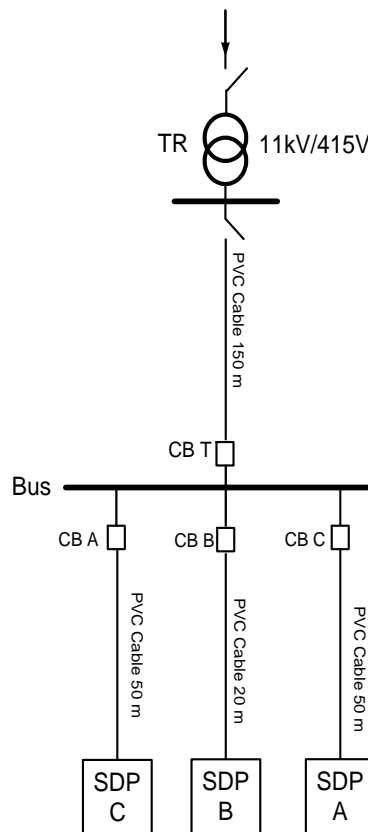 TR 11kV/415V
PVC Cable 150 m
CB T
Bus
CB A
CB B
CB C
PVC Cable 50 m
PVC Cable 20 m
PVC Cable 50 m
SDP
C
SDP
B
SDP
A